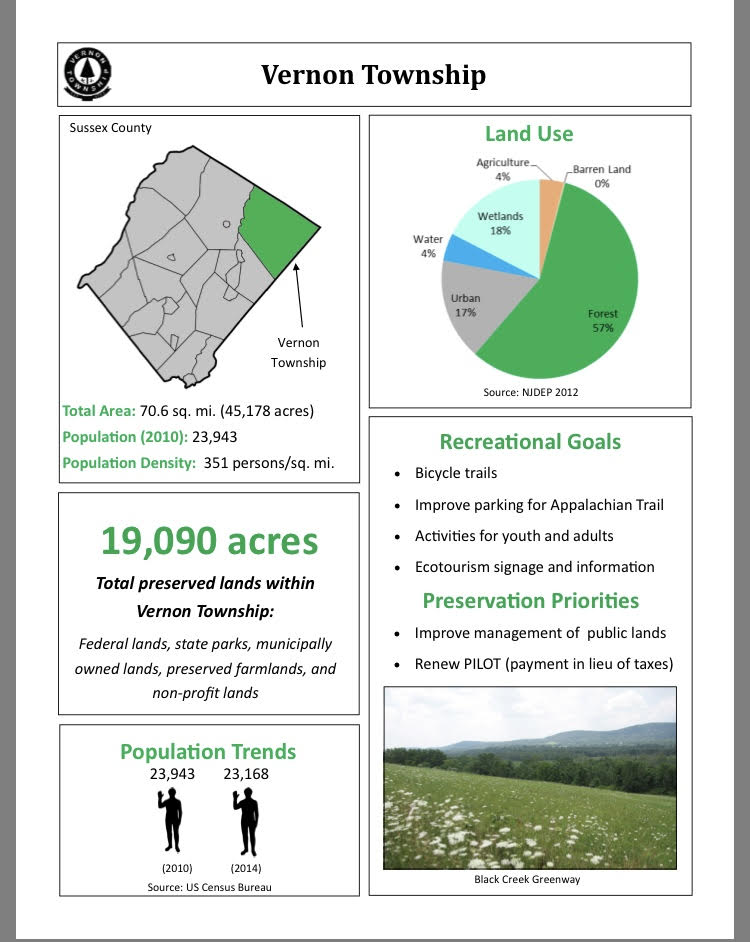 VERNON
TOWNSHIP
Vernon Township
Sussex County
Vernon
Township
Total Area: 70.6 sq. mi. (45,178 acres)
Population (2010): 23,943
Population Density:  351 persons/sq. mi.
19,090 acres
Total preserved lands within
Vernon Township:
Federal lands, state parks, municipally
owned lands, preserved farmlands, and
non-profit lands
Population Trends
23,943 23,168
(2010) (2014)
Source: US Census Bureau
Land Use
Agriculture
4%
Barren Land
0%
Wetlands
18%
Water
4%
Urban
17%
Forest
57%
Source: NJDEP 2012
Recreational Goals
• Bicycle trails
• Improve parking for Appalachian Trail
• Activities for youth and adults
• Ecotourism signage and information
Preservation Priorities
• Improve management of  public lands
• Renew PILOT (payment in lieu of taxes)
Black Creek Greenway